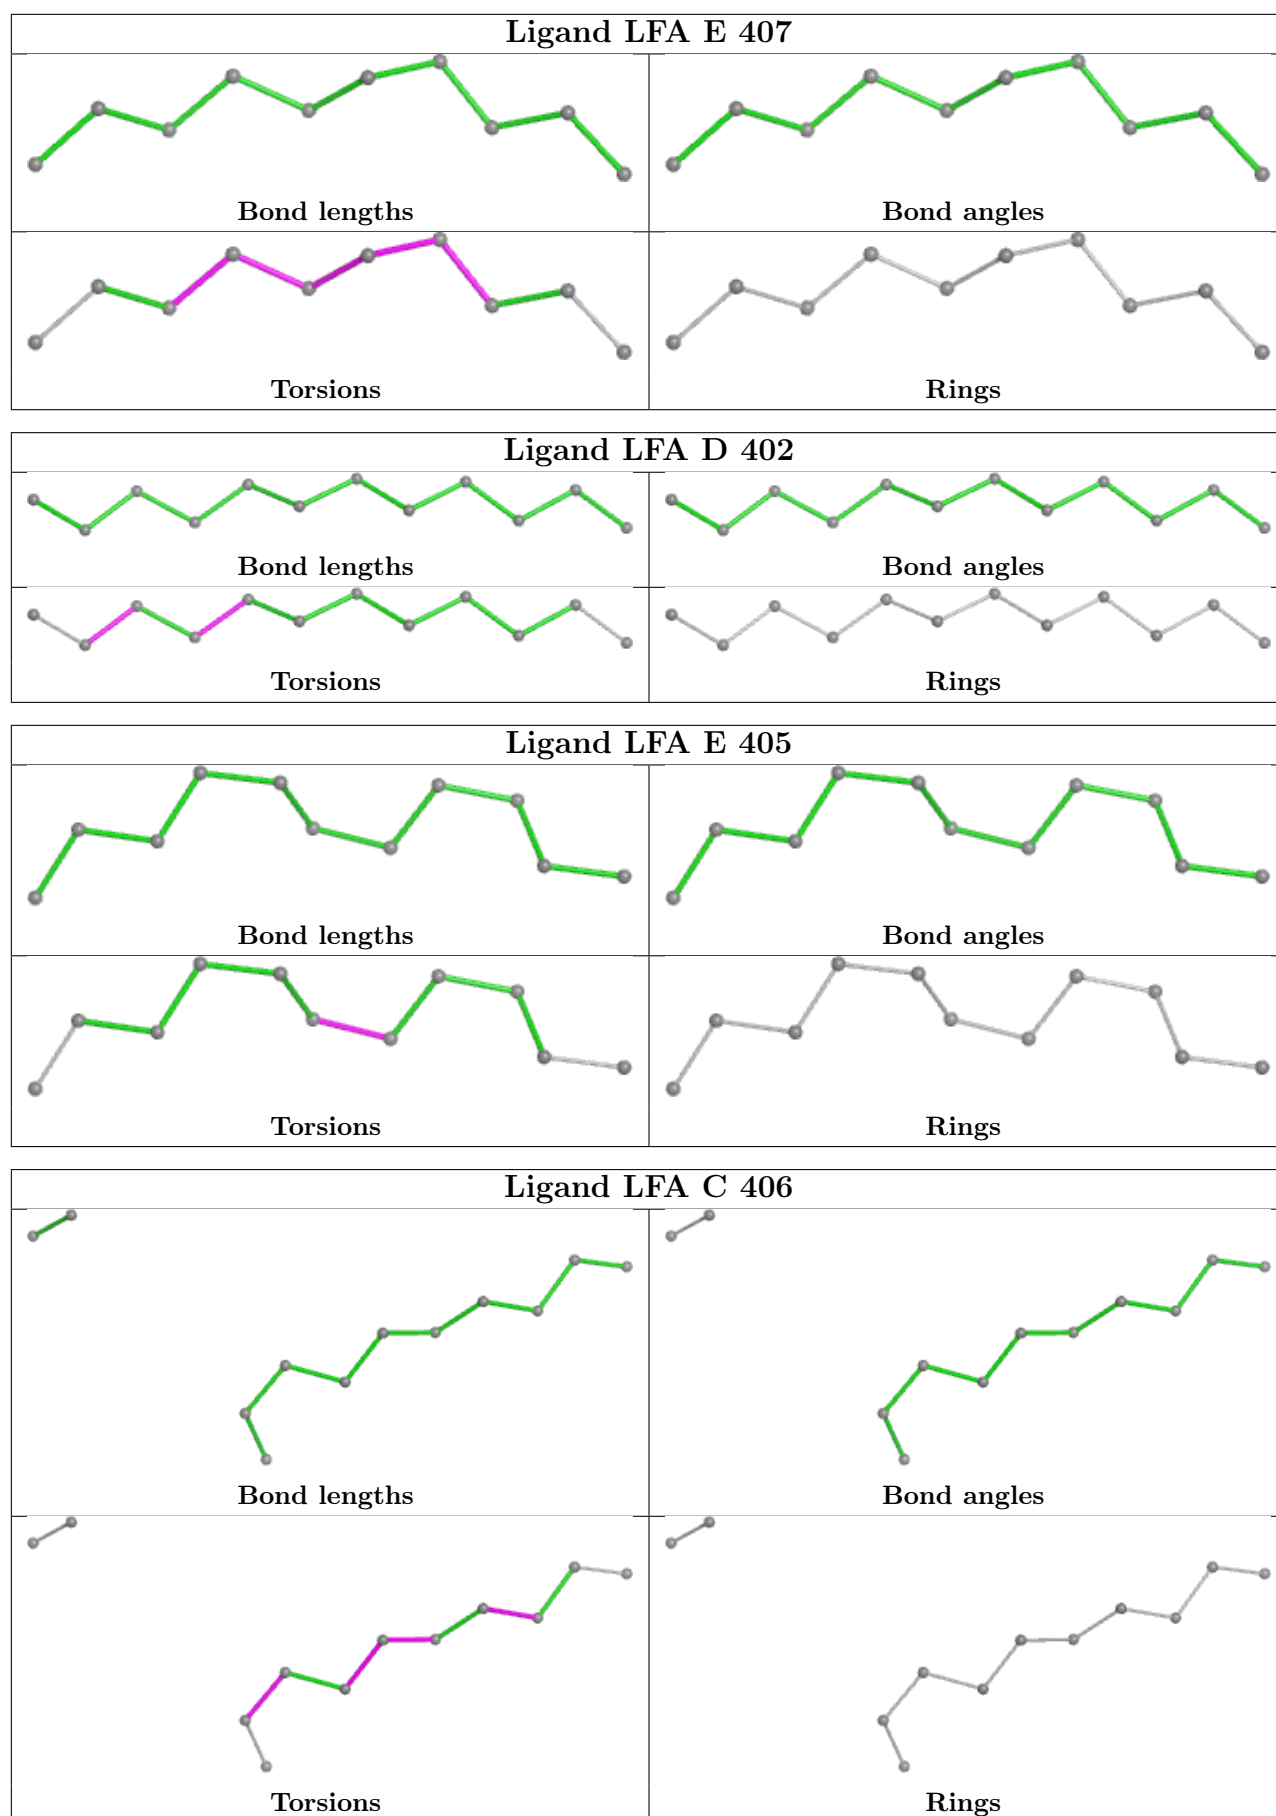 Ligand LFA E 407
Bond lengths
Bond angles
Torsions
Rings
Ligand LFA D 402
Bond lengths
Bond angles
Torsions
Rings
Ligand LFA E 405
Bond lengths
Bond angles
Torsions
Rings
Ligand LFA C 406
Bond lengths
Bond angles
Torsions
Rings